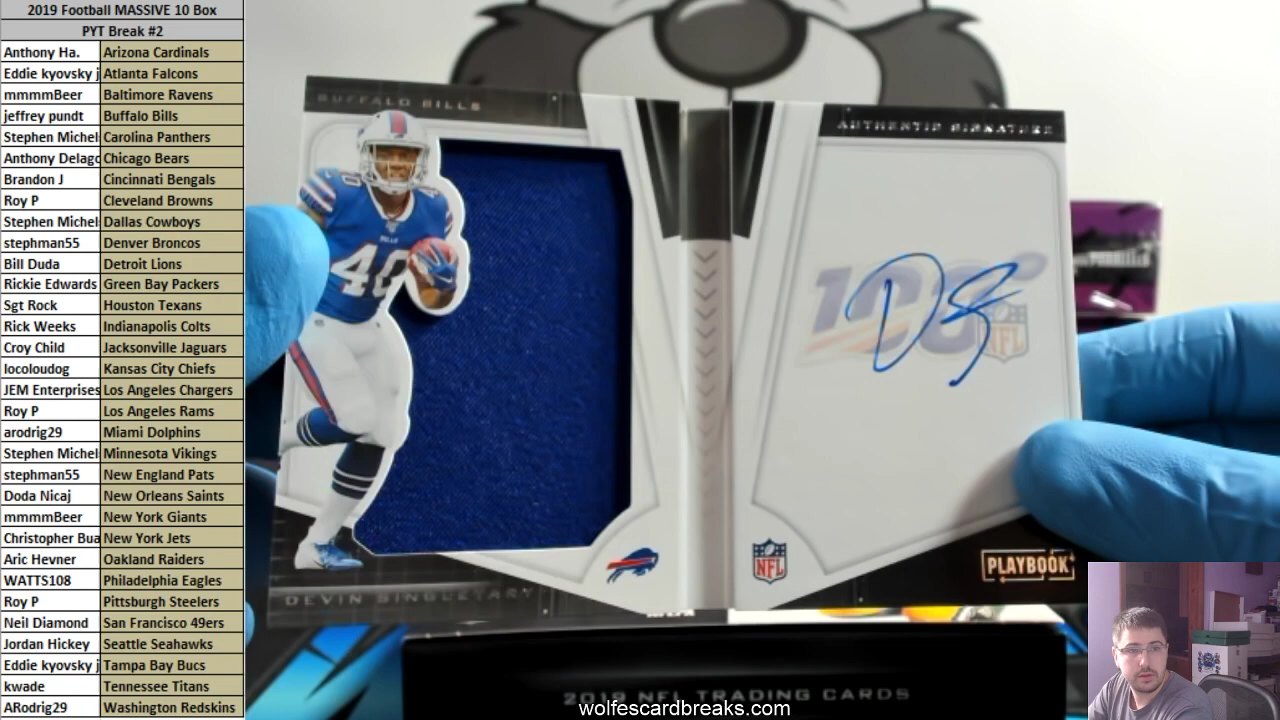 2019 Football MASSIVE 10 Box
PYT Break #2
Anthony Ha. Arizona Cardinals
Eddie kyovsky j Atlanta Falcons
mmmmBeer Baltimore Ravens
jeffrey pundt Buffalo Bills
Stephen Michel Carolina Panthers
Anthony Delago Chicago Bears
Brandon J Cincinnati Bengals
Roy P Cleveland Browns
Stephen Michel Dallas Cowboys
stephman55 Denver Broncos
Bill Duda Detroit Lions
Rickie Edwards Green Bay Packers
Sgt Rock Houston Texans
Rick Weeks Indianapolis Colts
Croy Child Jacksonville Jaguars
locoloudog Kansas City Chiefs
JEM Enterprises Los Angeles Chargers
Roy P Los Angeles Rams
arodrig29 Miami Dolphins
Stephen Michel Minnesota Vikings
stephman55 New England Pats
Doda Nicaj New Orleans Saints
mmmmBeer New York Giants
Christopher Bua New York Jets
Aric Hevner Oakland Raiders
WATTS108 Philadelphia Eagles
Roy P Pittsburgh Steelers
Neil Diamond San Francisco 49ers
Jordan Hickey Seattle Seahawks
Eddie kyovsky j Tampa Bay Bucs
kwade Tennessee Titans
ARodrig29 Washington Redskins
BUFFALO BILLS
AUTHENTIC SIGNATURE
40
BILLS
40
100
NFL
DS
NFL
PLAYBOOK
DEVIN SINGLETARY
2019 NFL TRADING CARDS
wolfescardbreaks.com